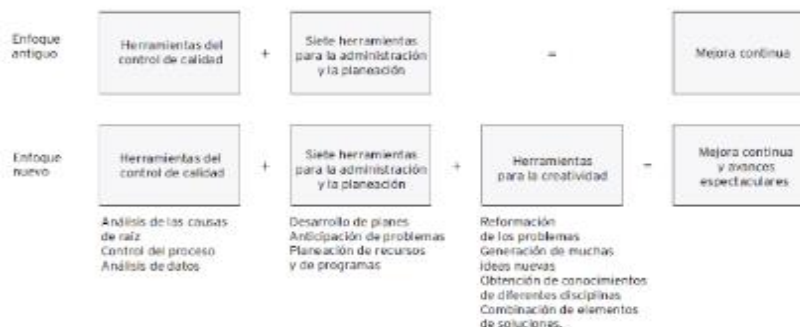 Enfoque
antiguo
Herramientas del
control de calidad
+
Siete herramientas
para la administración
y la planeación
=
Mejora continua
Enfoque
nuevo
Herramientas del
control de calidad
+
Siete herramientas
para la administración
y la planeación
+
Herramientas
para la creatividad
=
Mejora continua
y avances
espectaculares
Análisis de las causas
de raíz
Control del proceso
Análisis de datos
Desarrollo de planes
Anticipación de problemas
Planeación de recursos
y de programas
Reformación
de los problemas
Generación de muchas
ideas nuevas
Obtención de conocimientos
de diferentes disciplinas
Combinación de elementos
de soluciones.